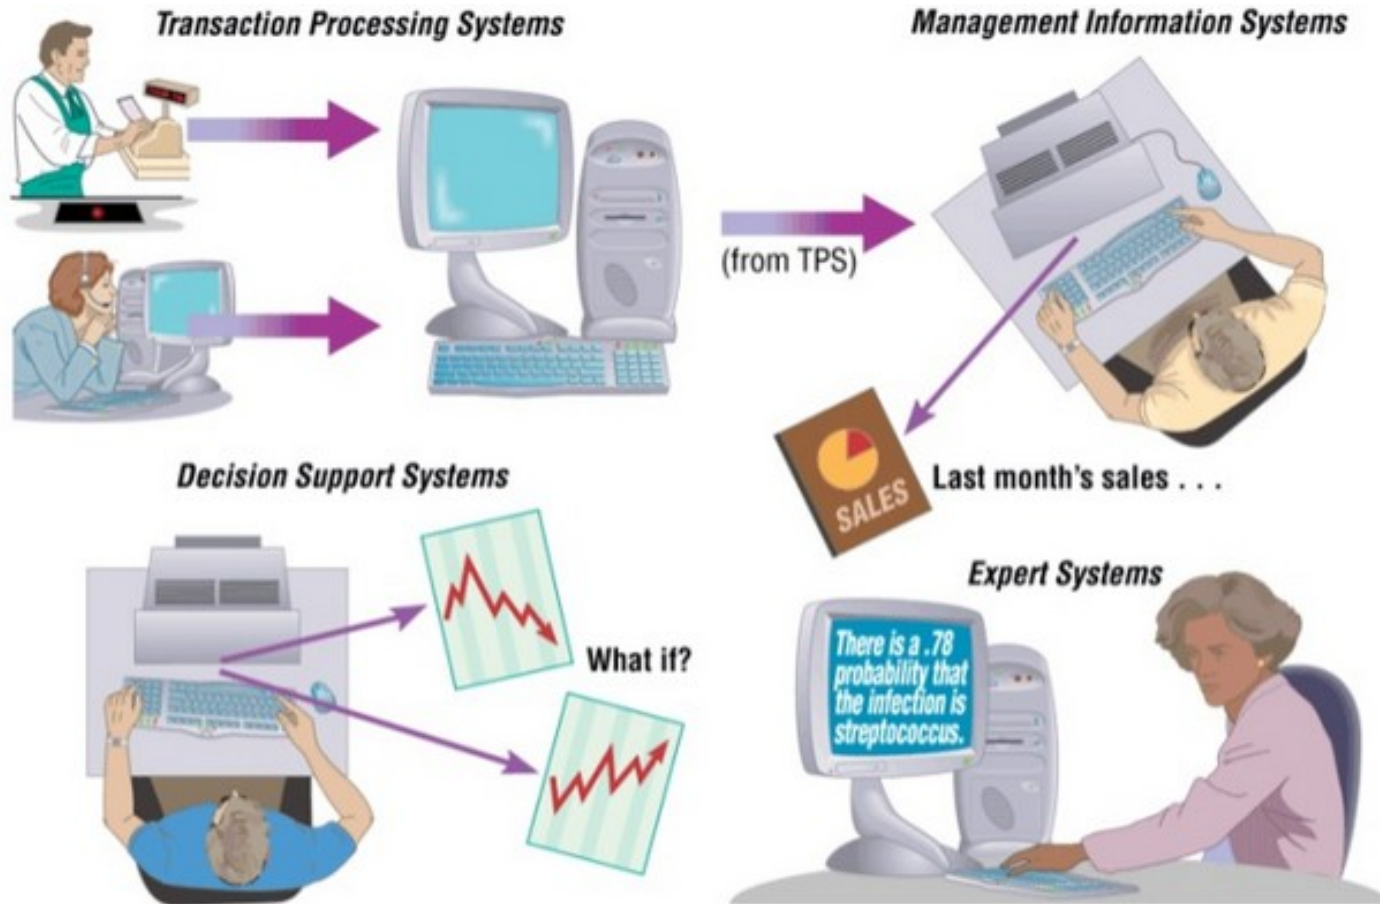 Transaction Processing Systems
Management Information Systems
(from TPS)
SALES
Last month's sales . . .
Decision Support Systems
What if?
Expert Systems
There is a .78
probability that
the infection is
streptococcus.